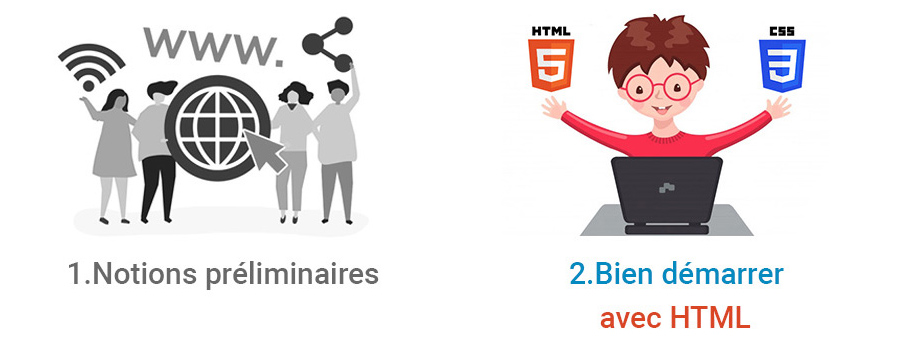 www.
HTML
5
CSS
3
1.Notions préliminaires
2.Bien démarrer
avec HTML